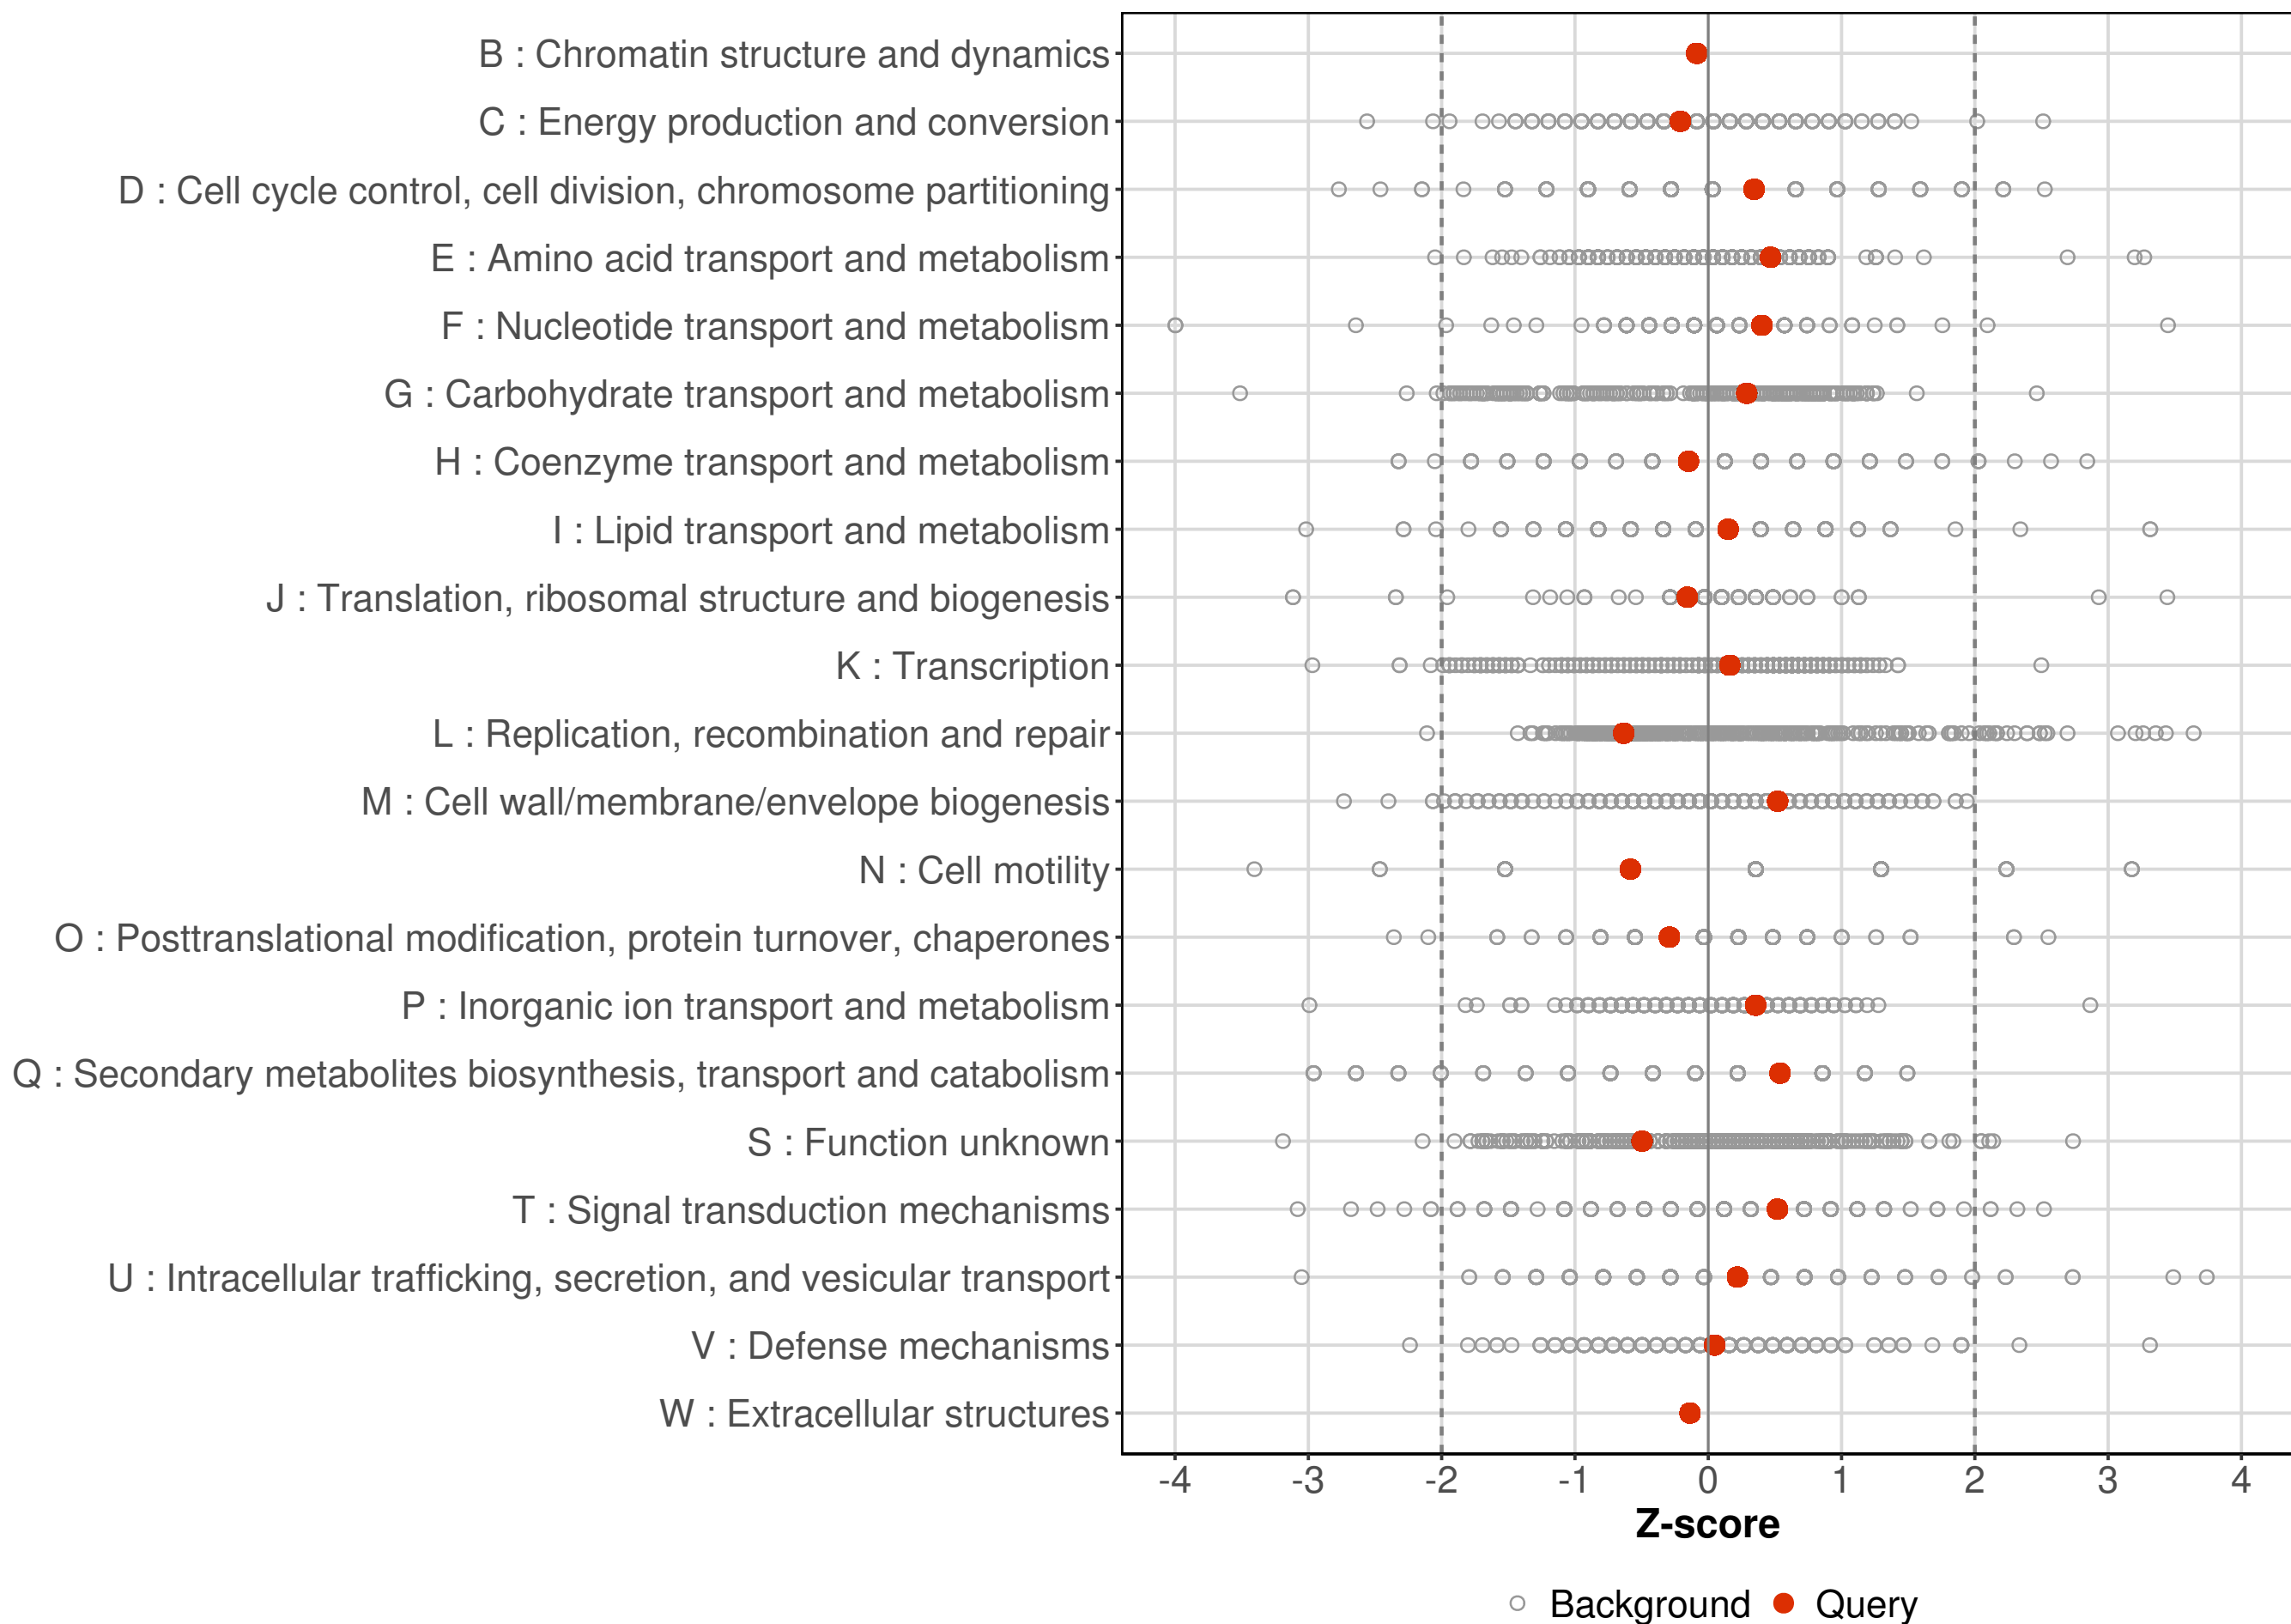 B : Chromatin structure and dynamics
C : Energy production and conversion
D : Cell cycle control, cell division, chromosome partitioning
E : Amino acid transport and metabolism
F : Nucleotide transport and metabolism
G : Carbohydrate transport and metabolism
H : Coenzyme transport and metabolism
I : Lipid transport and metabolism
J : Translation, ribosomal structure and biogenesis
K : Transcription
L : Replication, recombination and repair
M : Cell wall/membrane/envelope biogenesis
N : Cell motility
O : Posttranslational modification, protein turnover, chaperones
P : Inorganic ion transport and metabolism
Q : Secondary metabolites biosynthesis, transport and catabolism
S : Function unknown
T : Signal transduction mechanisms
U : Intracellular trafficking, secretion, and vesicular transport
V : Defense mechanisms
W : Extracellular structures
-4 -3 -2 -1 0 1 2 3 4
Z-score
Background Query